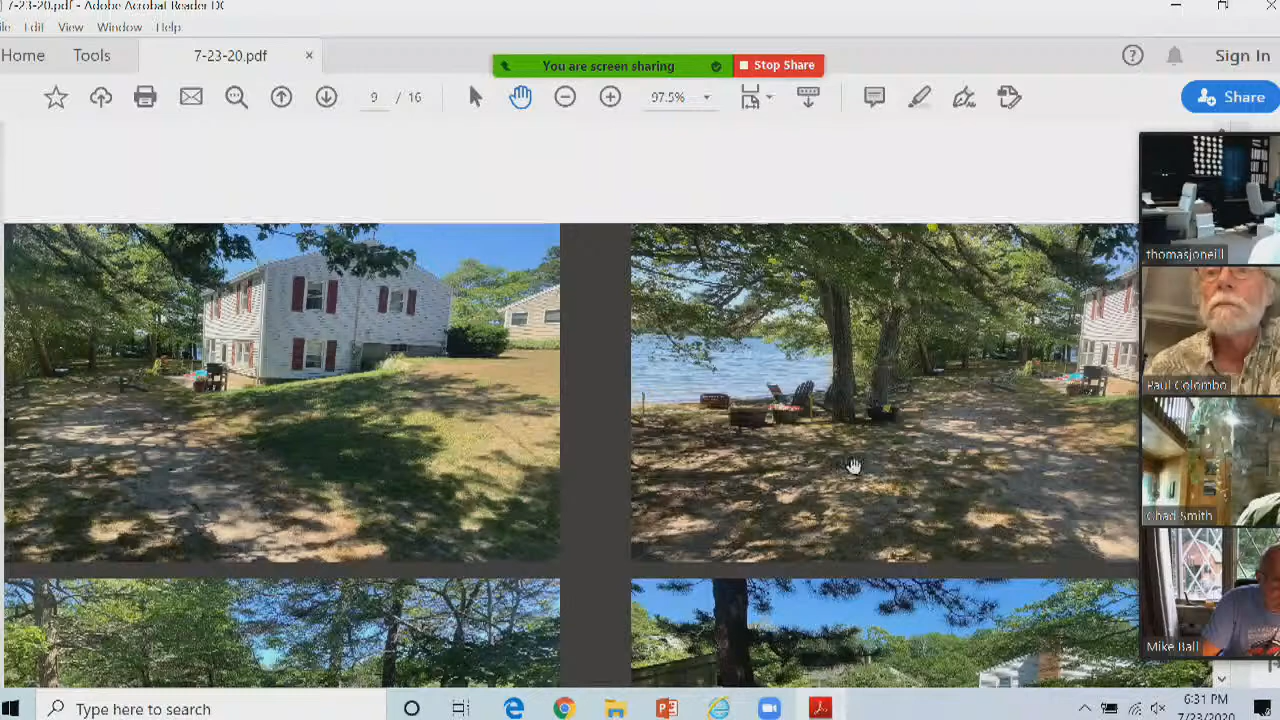 7-23-20.pdf - Adobe Acrobat Reader DC
File Edit View Window Help
Home Tools 7-23-20.pdf ×
You are screen sharing Stop Share
Sign In
9 / 16
97.5%
Share
thomasjoneill
Paul Colombo
Chad Smith
Mike Ball
Type here to search
6:31 PM
7/23/2020